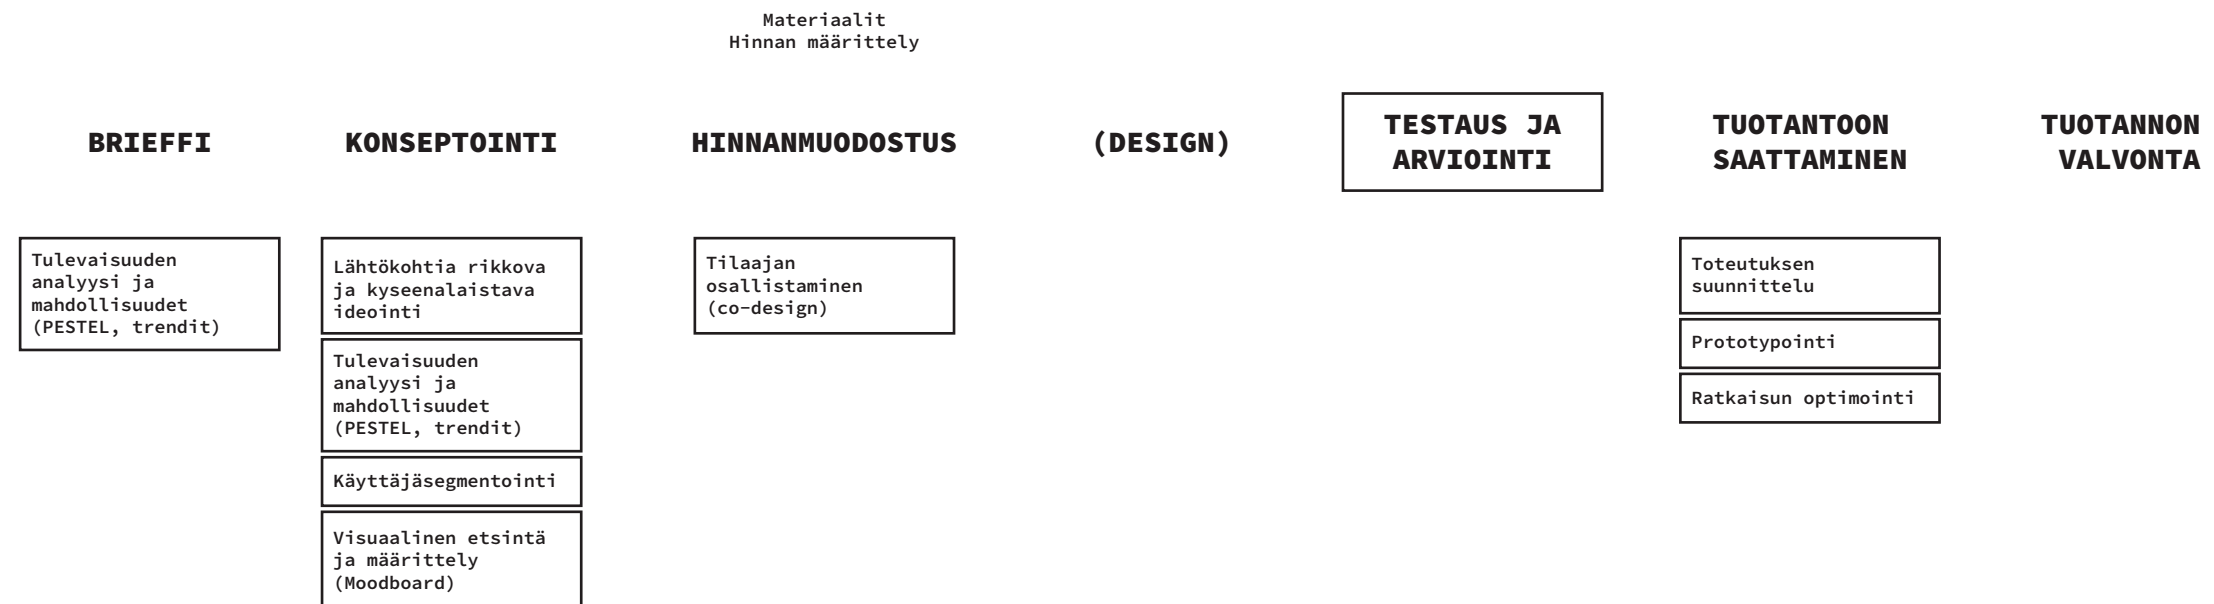 Materiaalit
Hinnan määrittely
BRIEFFI
KONSEPTOINTI
HINNANMUODOSTUS
(DESIGN)
TESTAUS JA
ARVIOINTI
TUOTANTOON
SAATTAMINEN
TUOTANNON
VALVONTA
Tulevaisuuden
analyysi ja
mahdollisuudet
(PESTEL, trendit)
Lähtökohtia rikkova
ja kyseenalaistava
ideointi
Tulevaisuuden
analyysi ja
mahdollisuudet
(PESTEL, trendit)
Käyttäjäsegmentointi
Visuaalinen etsintä
ja määrittely
(Moodboard)
Tilaajan
osallistaminen
(co-design)
Toteutuksen
suunnittelu
Prototypointi
Ratkaisun optimointi